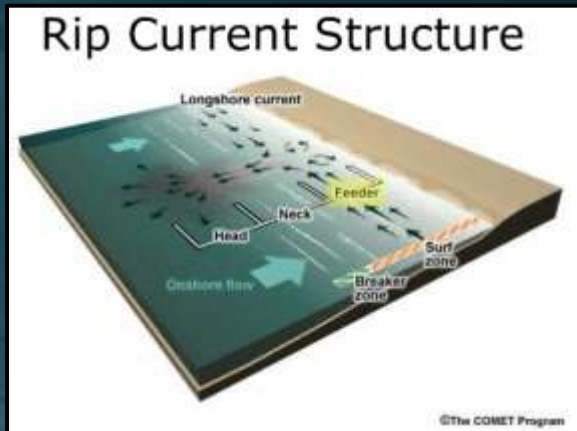 Rip Current Structure
Longshore current
Feeder
Neck
Head
Surf
zone
Onshore flow
Breaker
zone
©The COMET Program